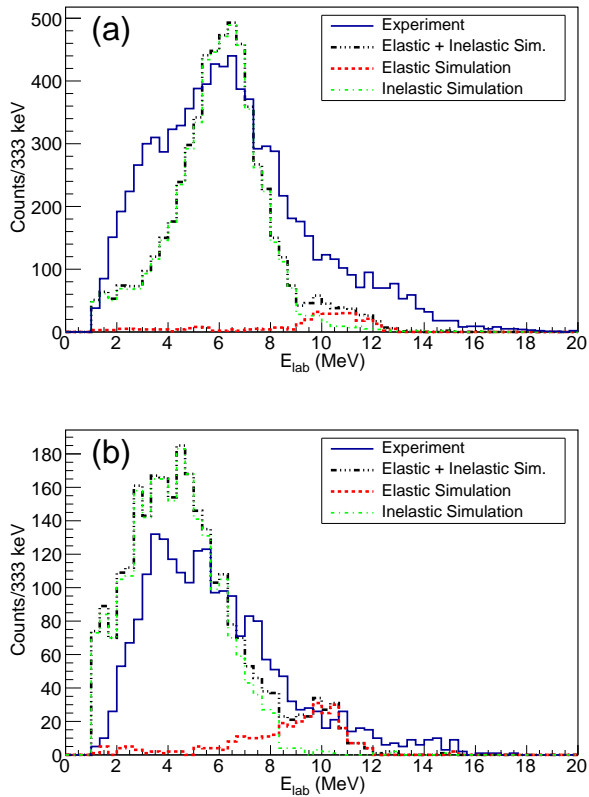 (a)
Experiment
Elastic + Inelastic Sim.
Elastic Simulation
Inelastic Simulation
Counts/333 keV
500
400
300
200
100
0
0 2 4 6 8 10 12 14 16 18 20
E_lab (MeV)
(b)
Experiment
Elastic + Inelastic Sim.
Elastic Simulation
Inelastic Simulation
Counts/333 keV
180
160
140
120
100
80
60
40
20
0
0 2 4 6 8 10 12 14 16 18 20
E_lab (MeV)